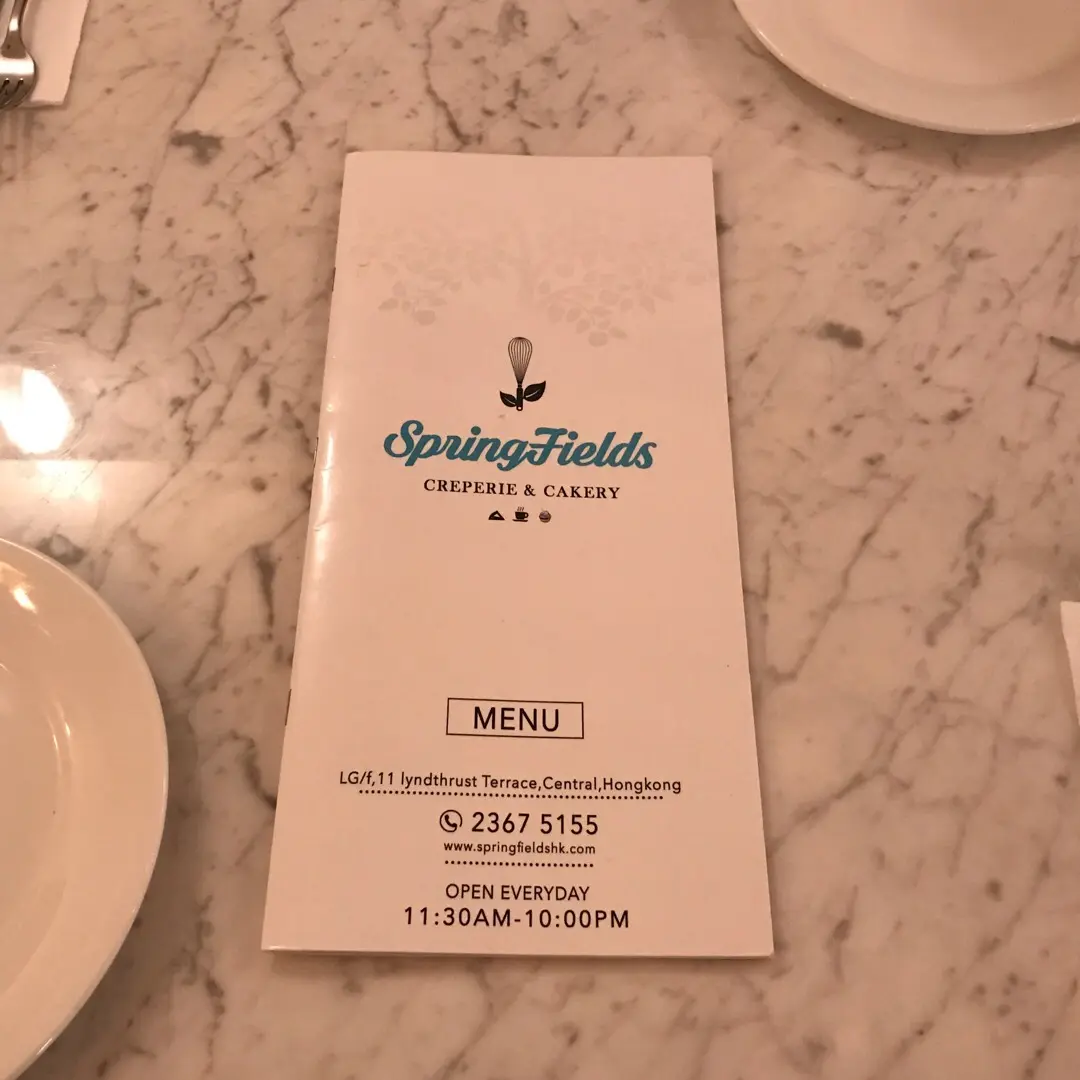 SpringFields
CREPERIE & CAKERY
MENU
LG/f,11 lyndthrust Terrace,Central,Hongkong
2367 5155
www.springfieldshk.com
OPEN EVERYDAY
11:30AM-10:00PM